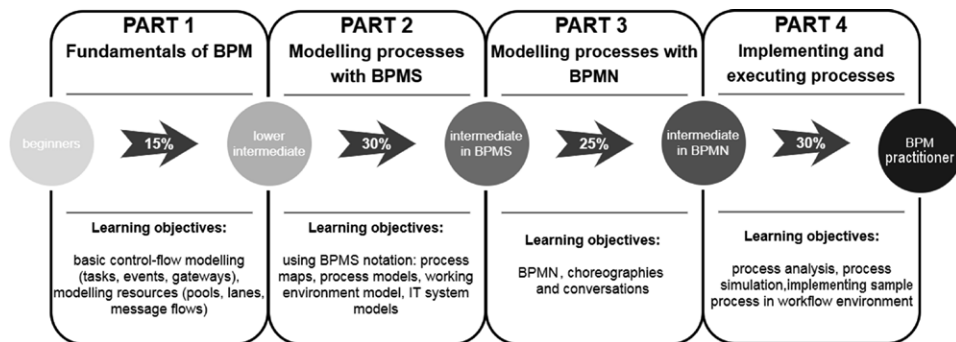 PART 1
Fundamentals of BPM
PART 2
Modelling processes
with BPMS
PART 3
Modelling processes with
BPMN
PART 4
Implementing and
executing processes
beginners
15%
lower
intermediate
30%
intermediate
in BPMS
25%
intermediate
in BPMN
30%
BPM
practitioner
Learning objectives:
basic control-flow modelling
(tasks, events, gateways),
modelling resources (pools, lanes,
message flows)
Learning objectives:
using BPMS notation: process
maps, process models, working
environment model, IT system
models
Learning objectives:
BPMN, choreographies
and conversations
Learning objectives:
process analysis, process
simulation,implementing sample
process in workflow environment